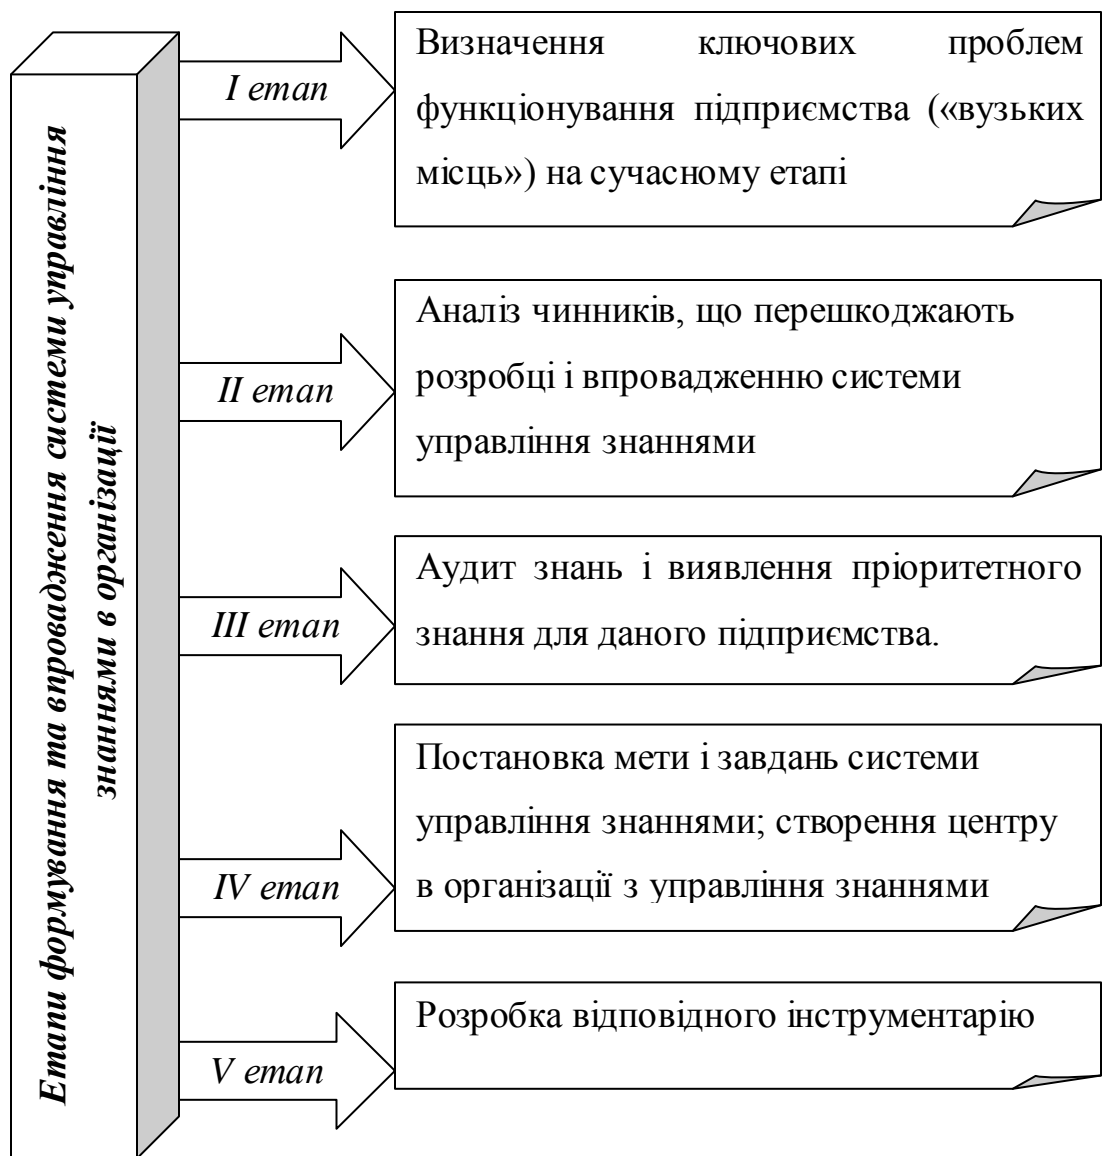 Етапи формування та впровадження системи управління
знаннями в організації
I етап
Визначення ключових проблем
функціонування підприємства («вузьких
місць») на сучасному етапі
II етап
Аналіз чинників, що перешкоджають
розробці і впровадженню системи
управління знаннями
III етап
Аудит знань і виявлення пріоритетного
знання для даного підприємства.
IV етап
Постановка мети і завдань системи
управління знаннями; створення центру
в організації з управління знаннями
V етап
Розробка відповідного інструментарію